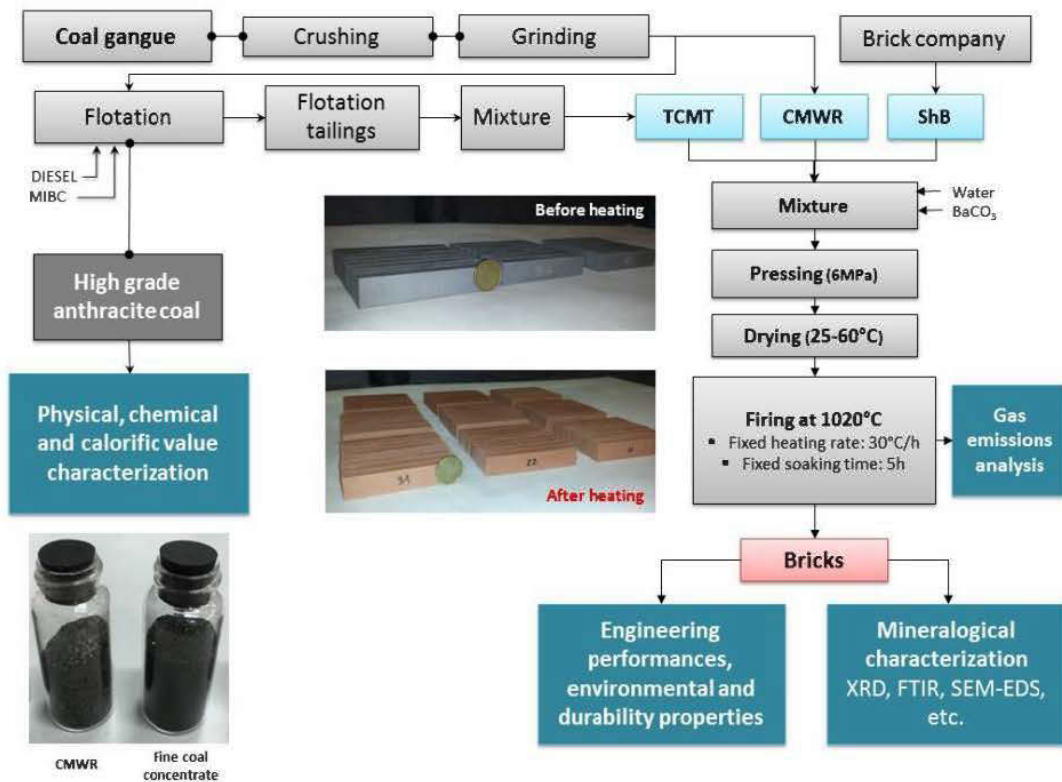 Coal gangue
Crushing
Grinding
Brick company
Flotation
Flotation
tailings
Mixture
TCMT
CMWR
ShB
DIESEL
MIBC
Mixture
Water
BaCO₃
Before heating
High grade
anthracite coal
Pressing (6MPa)
Drying (25-60°C)
Physical, chemical
and calorific value
characterization
Firing at 1020°C
▪ Fixed heating rate: 30°C/h
▪ Fixed soaking time: 5h
Gas
emissions
analysis
22
After heating
Bricks
Engineering
performances,
environmental and
durability properties
Mineralogical
characterization
XRD, FTIR, SEM-EDS,
etc.
CMWR
Fine coal
concentrate